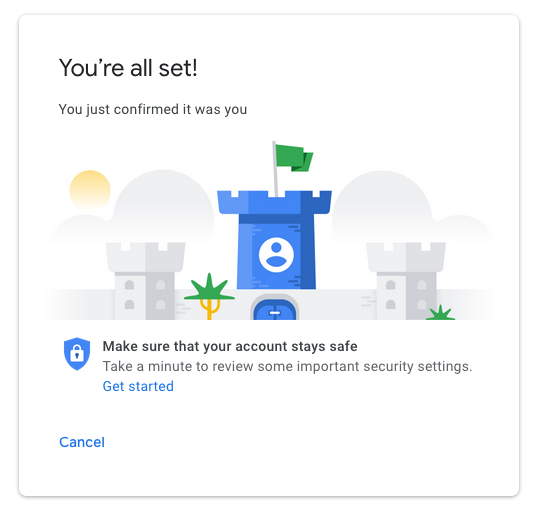 You’re all set!
You just confirmed it was you
Make sure that your account stays safe
Take a minute to review some important security settings.
Get started
Cancel